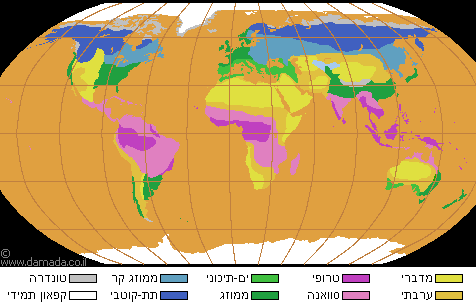 © www.damada.co.il
מדברי טרופי ים-תיכוני ממוזג קר טונדרה
ערבתי סוואנה ממוזג תת-קוטבי קפאון תמידי